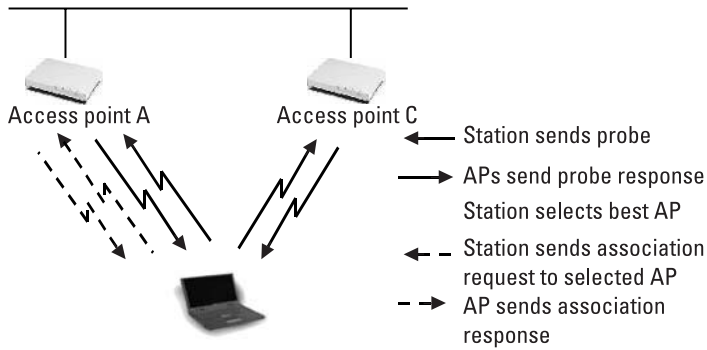 Access point A
Access point C
Station sends probe
APs send probe response
Station selects best AP
Station sends association
request to selected AP
AP sends association
response